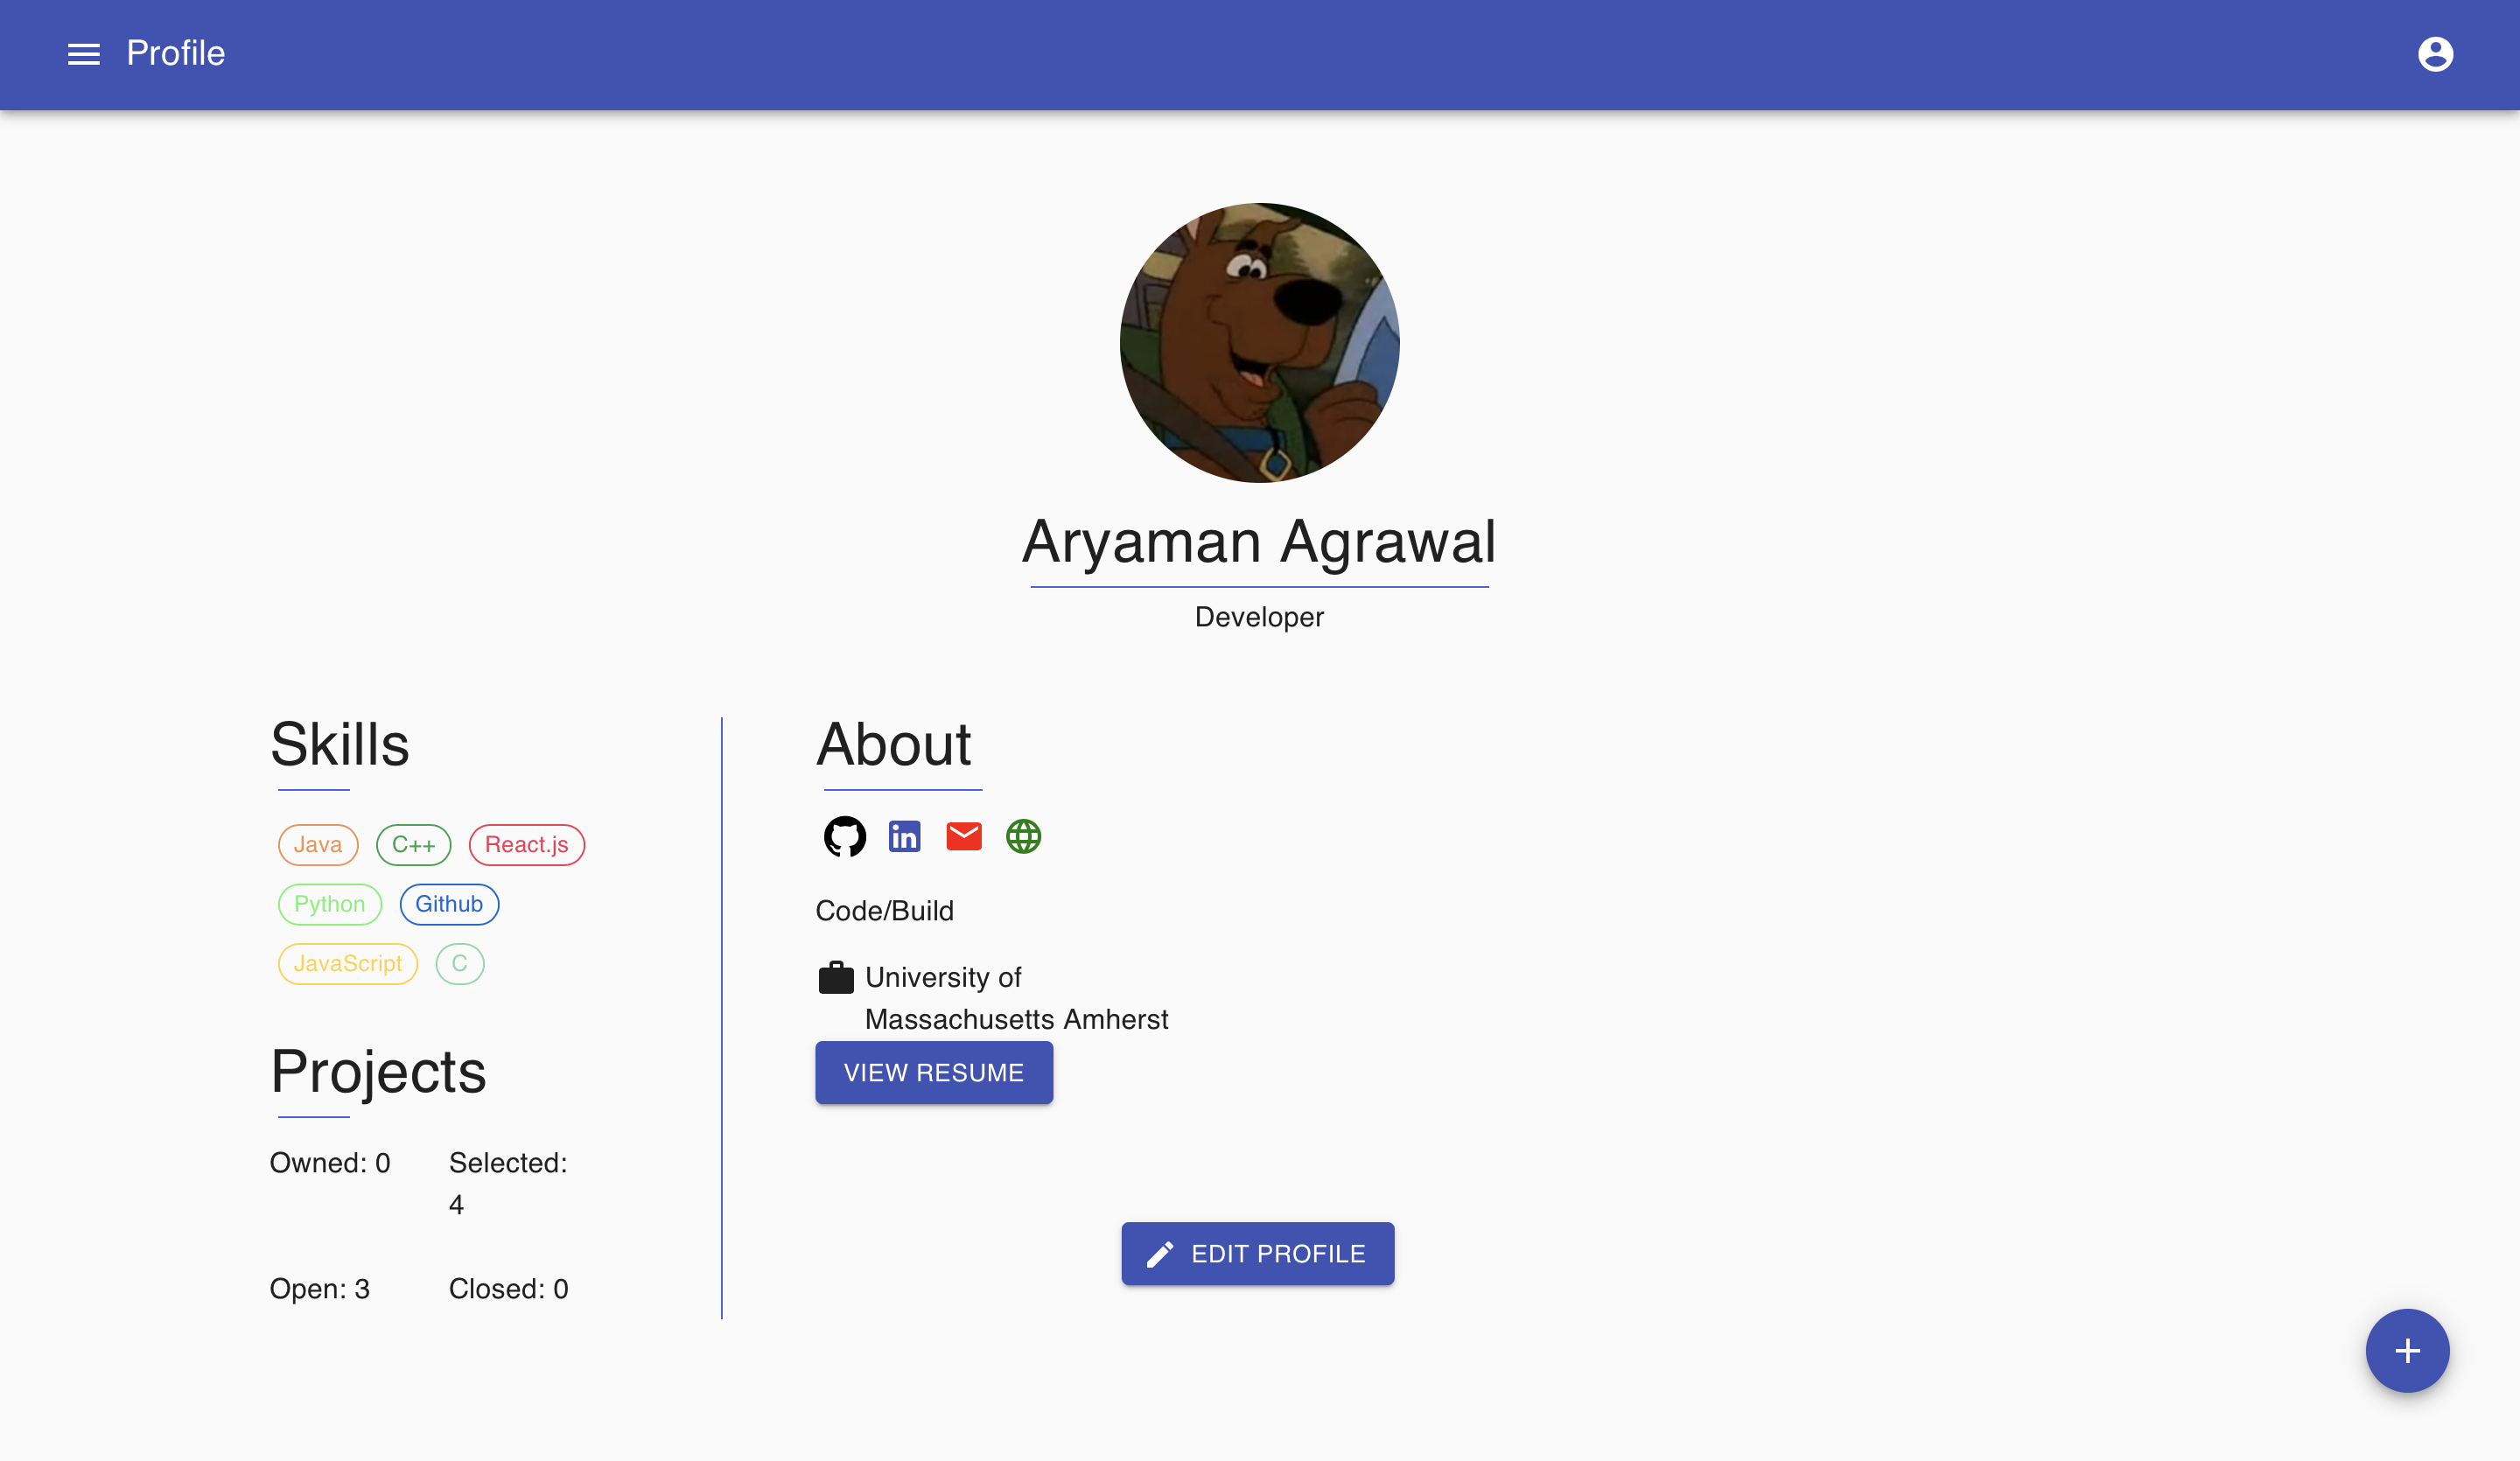 Profile
Aryaman Agrawal
Developer
Skills
Java C++ React.js
Python Github
JavaScript C
Projects
Owned: 0 Selected:
4
Open: 3 Closed: 0
About
in
Code/Build
University of
Massachusetts Amherst
VIEW RESUME
EDIT PROFILE